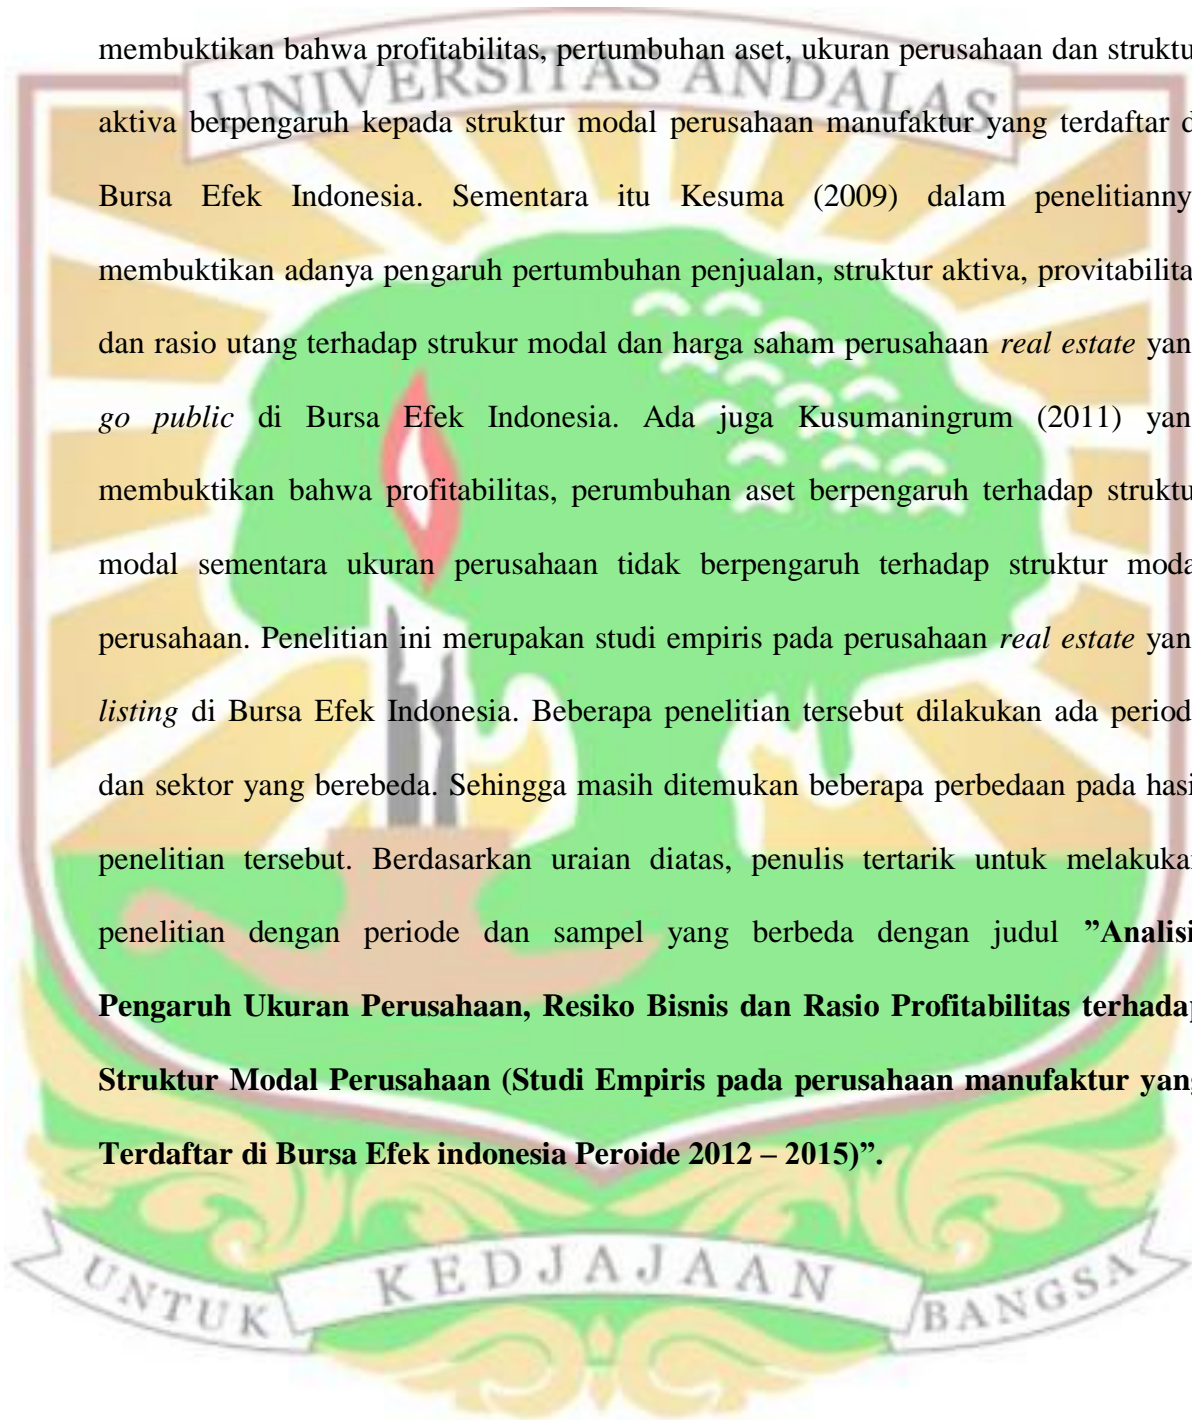 membuktikan bahwa profitabilitas, pertumbuhan aset, ukuran perusahaan dan struktu
UNIVERSITAS ANDALAS
aktiva berpengaruh kepada struktur modal perusahaan manufaktur yang terdaftar d
Bursa Efek Indonesia. Sementara itu Kesuma (2009) dalam penelitianny
membuktikan adanya pengaruh pertumbuhan penjualan, struktur aktiva, provitabilita
dan rasio utang terhadap strukur modal dan harga saham perusahaan real estate yan
go public di Bursa Efek Indonesia. Ada juga Kusumaningrum (2011) yan
membuktikan bahwa profitabilitas, perumbuhan aset berpengaruh terhadap struktu
modal sementara ukuran perusahaan tidak berpengaruh terhadap struktur moda
perusahaan. Penelitian ini merupakan studi empiris pada perusahaan real estate yan
listing di Bursa Efek Indonesia. Beberapa penelitian tersebut dilakukan ada period
dan sektor yang berebeda. Sehingga masih ditemukan beberapa perbedaan pada hasi
penelitian tersebut. Berdasarkan uraian diatas, penulis tertarik untuk melakukan
penelitian dengan periode dan sampel yang berbeda dengan judul ”Analisi
Pengaruh Ukuran Perusahaan, Resiko Bisnis dan Rasio Profitabilitas terhadap
Struktur Modal Perusahaan (Studi Empiris pada perusahaan manufaktur yang
Terdaftar di Bursa Efek indonesia Peroide 2012 – 2015)”.
UNTUK KEDJAJAAN BANGSA